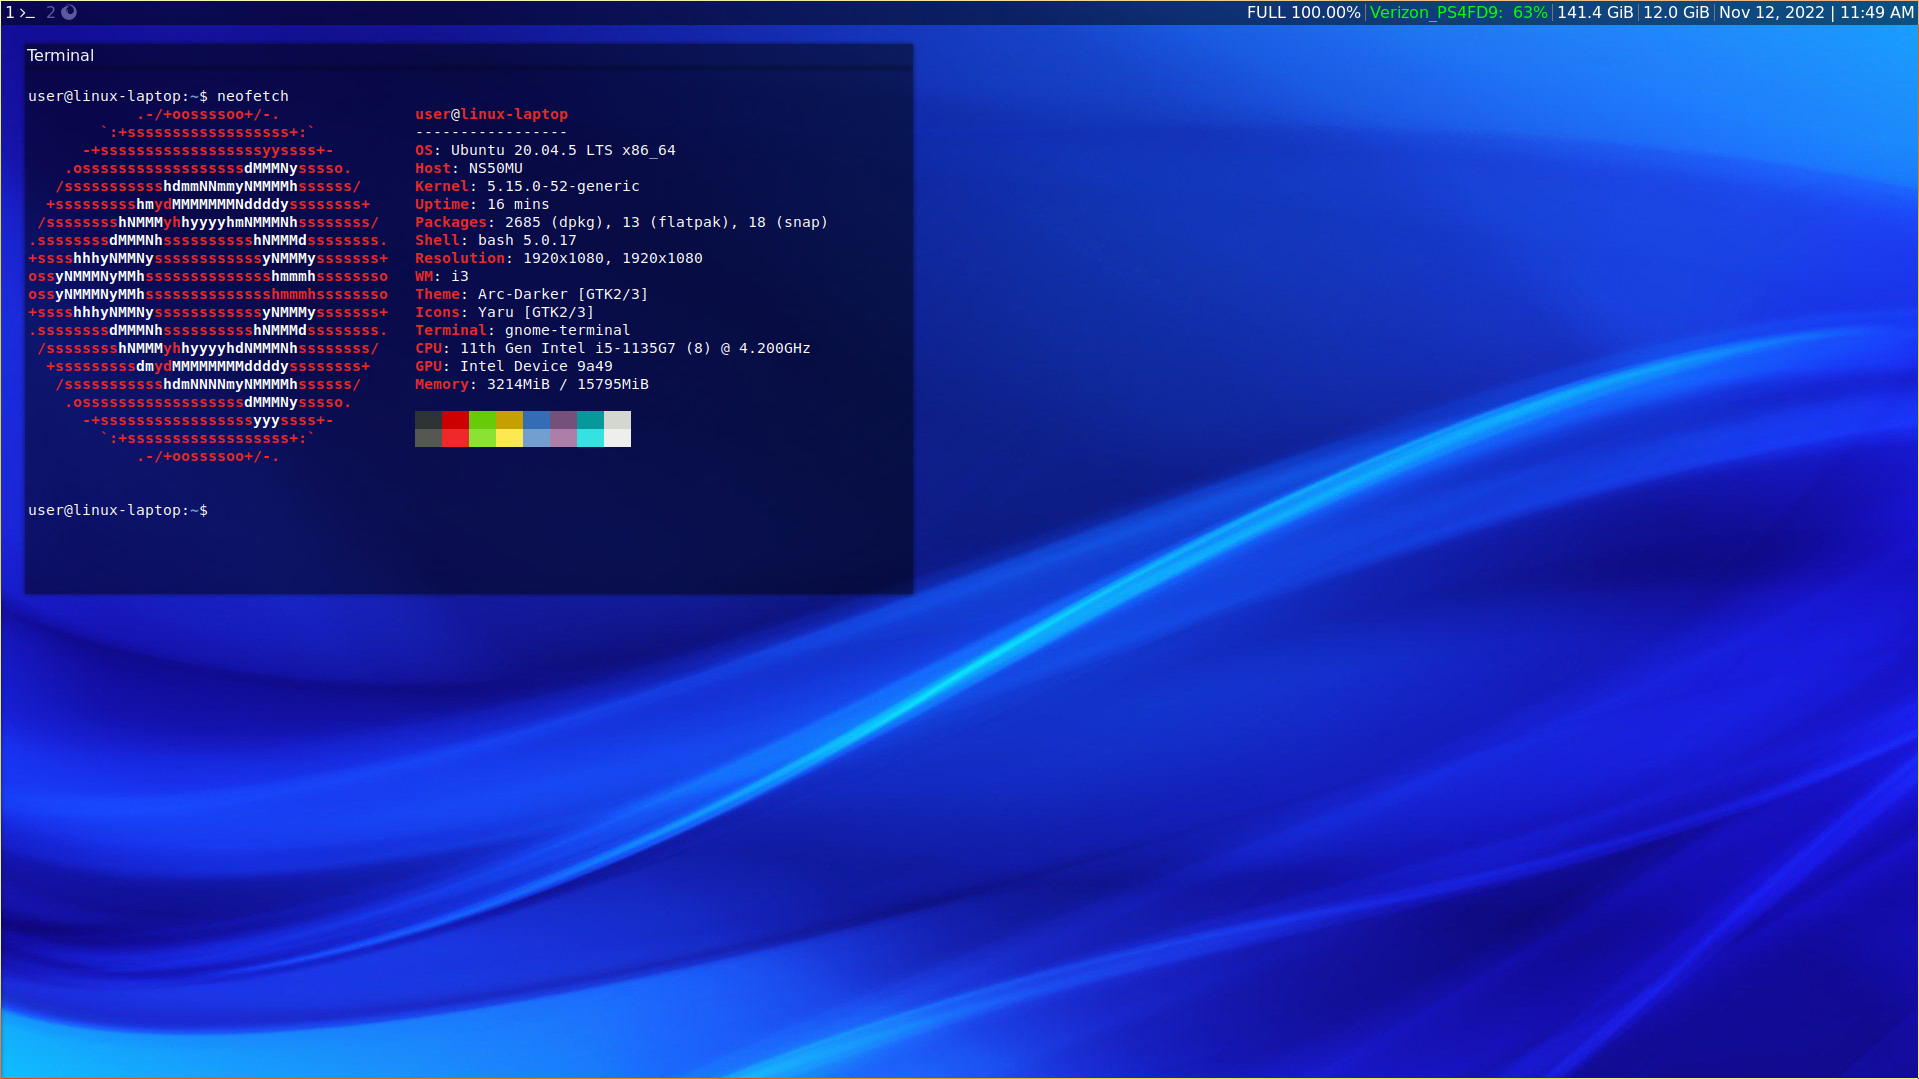 1 >_ 2
FULL 100.00% | Verizon_PS4FD9: 63% | 141.4 GiB | 12.0 GiB | Nov 12, 2022 | 11:49 AM
Terminal
user@linux-laptop:~$ neofetch
.-/+oossssoo+/-. user@linux-laptop
`:+ssssssssssssssssss+:` -----------------
-+ssssssssssssssssssyyssss+- OS: Ubuntu 20.04.5 LTS x86_64
.ossssssssssssssssssdMMMNysssso. Host: NS50MU
/ssssssssssshdmmNNmmyNMMMMhssssss/ Kernel: 5.15.0-52-generic
+ssssssssshmydMMMMMMMNddddyssssssss+ Uptime: 16 mins
/sssssssshNMMMyhhyyyyhmNMMMNhssssssss/ Packages: 2685 (dpkg), 13 (flatpak), 18 (snap)
.ssssssssdMMMNhsssssssssshNMMMdssssssss. Shell: bash 5.0.17
+sssshhhyNMMNyssssssssssssyNMMMysssssss+ Resolution: 1920x1080, 1920x1080
ossyNMMMNyMMhsssssssssssssshmmmhssssssso WM: i3
ossyNMMMNyMMhsssssssssssssshmmmhssssssso Theme: Arc-Darker [GTK2/3]
+sssshhhyNMMNyssssssssssssyNMMMysssssss+ Icons: Yaru [GTK2/3]
.ssssssssdMMMNhsssssssssshNMMMdssssssss. Terminal: gnome-terminal
/sssssssshNMMMyhhyyyyhdNMMMNhssssssss/ CPU: 11th Gen Intel i5-1135G7 (8) @ 4.200GHz
+sssssssssdmydMMMMMMMMddddyssssssss+ GPU: Intel Device 9a49
/ssssssssssshdmNNNNmyNMMMMhssssss/ Memory: 3214MiB / 15795MiB
.ossssssssssssssssssdMMMNysssso.
-+sssssssssssssssssyyyssss+-
`:+ssssssssssssssssss+:`
.-/+oossssoo+/-.
user@linux-laptop:~$